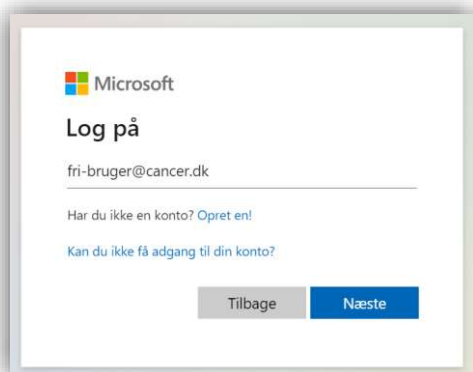 Microsoft
Log på
fri-bruger@cancer.dk
Har du ikke en konto? Opret en!
Kan du ikke få adgang til din konto?
Tilbage Næste